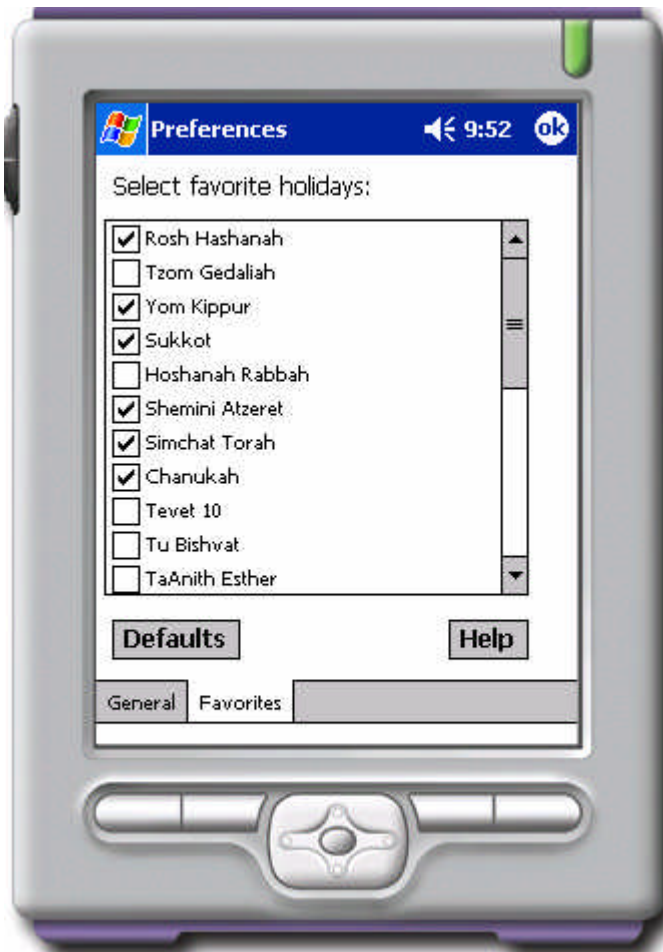 Preferences 9:52 ok
Select favorite holidays:
Rosh Hashanah
Tzom Gedaliah
Yom Kippur
Sukkot
Hoshanah Rabbah
Shemini Atzeret
Simchat Torah
Chanukah
Tevet 10
Tu Bishvat
TaAnith Esther
Defaults Help
General Favorites